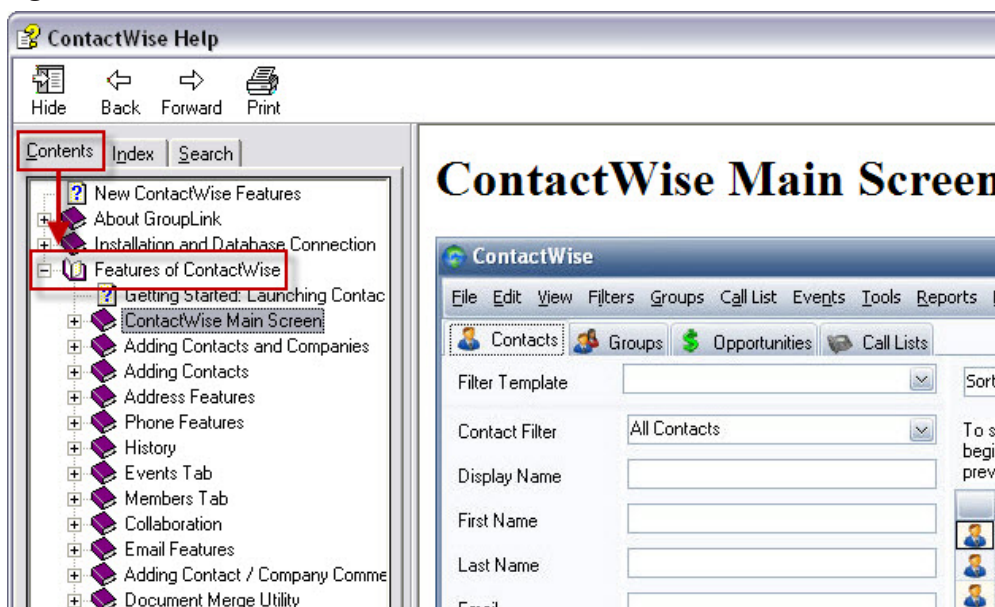 ContactWise Help
Hide Back Forward Print
Contents Index Search
New ContactWise Features
About GroupLink
Installation and Database Connection
Features of ContactWise
Getting Started: Launching Contac
ContactWise Main Screen
Adding Contacts and Companies
Adding Contacts
Address Features
Phone Features
History
Events Tab
Members Tab
Collaboration
Email Features
Adding Contact / Company Comme
Document Merge Utility
ContactWise Main Screen
ContactWise
File Edit View Filters Groups Call List Events Tools Reports
Contacts Groups Opportunities Call Lists
Filter Template
Sort
Contact Filter All Contacts
To s
begi
prev
Display Name
First Name
Last Name
Email